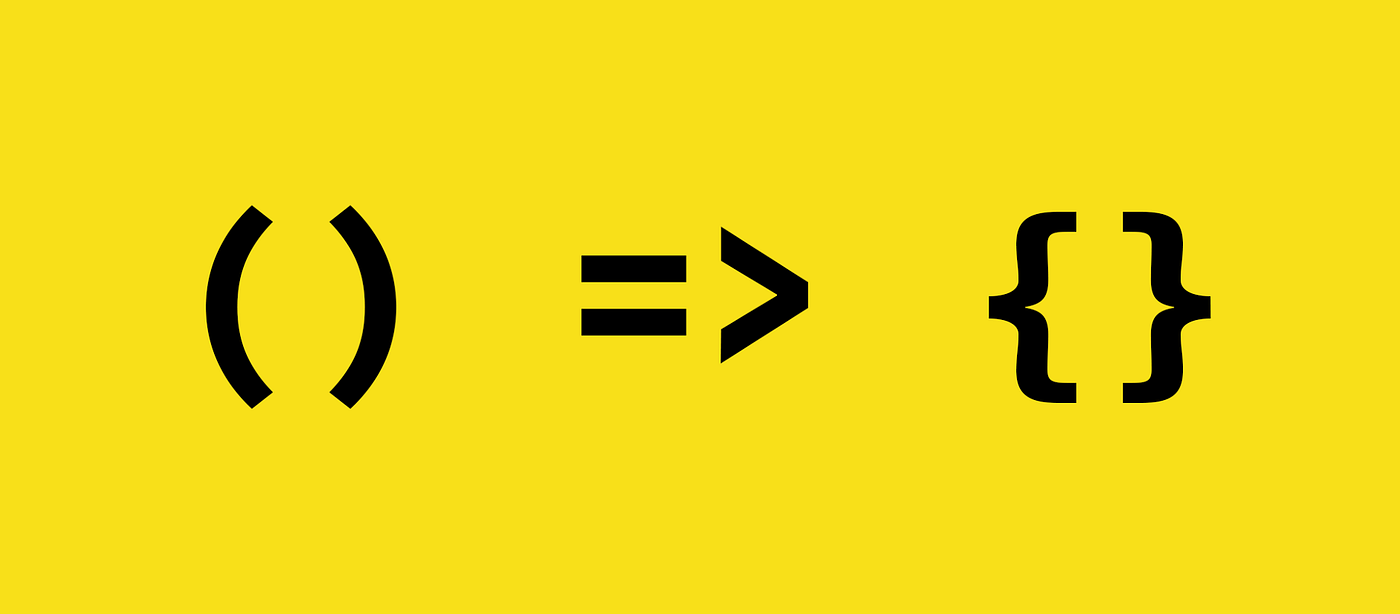 () => {}